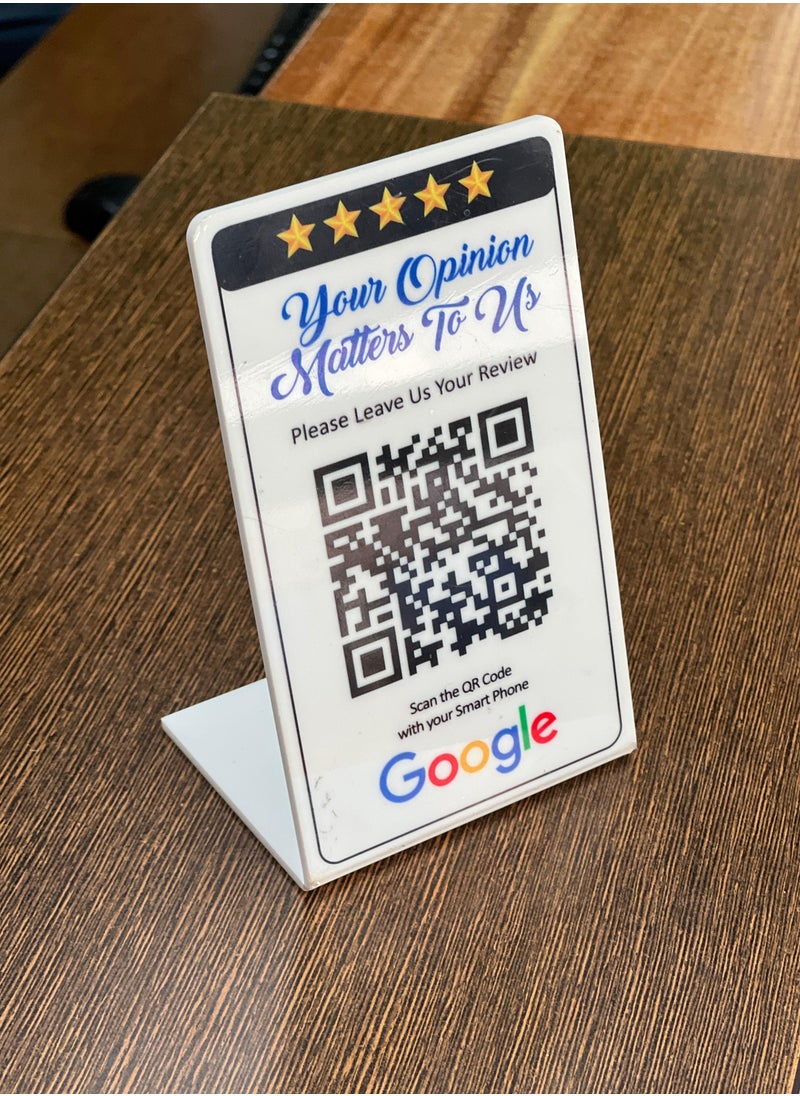 Your Opinion
Matters To Us
Please Leave Us Your Review
Scan the QR Code
with your Smart Phone
Google